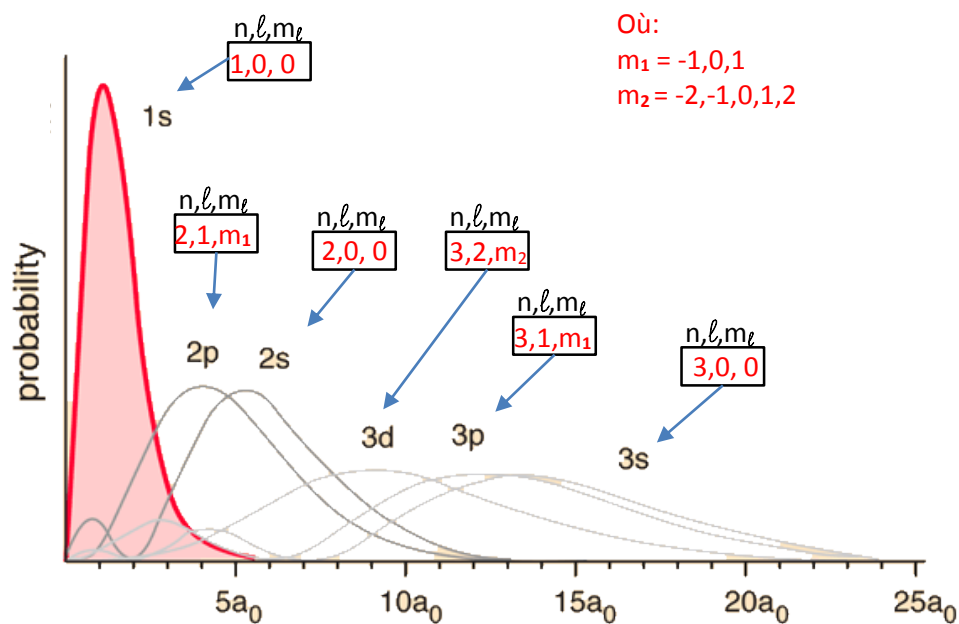 n,ℓ,mℓ
1,0, 0
1s
Où:
m₁ = -1,0,1
m₂ = -2,-1,0,1,2
n,ℓ,mℓ
2,1,m₁
n,ℓ,mℓ
2,0, 0
n,ℓ,mℓ
3,2,m₂
n,ℓ,mℓ
3,1,m₁
n,ℓ,mℓ
3,0, 0
probability
2p
2s
3d
3p
3s
5a₀
10a₀
15a₀
20a₀
25a₀